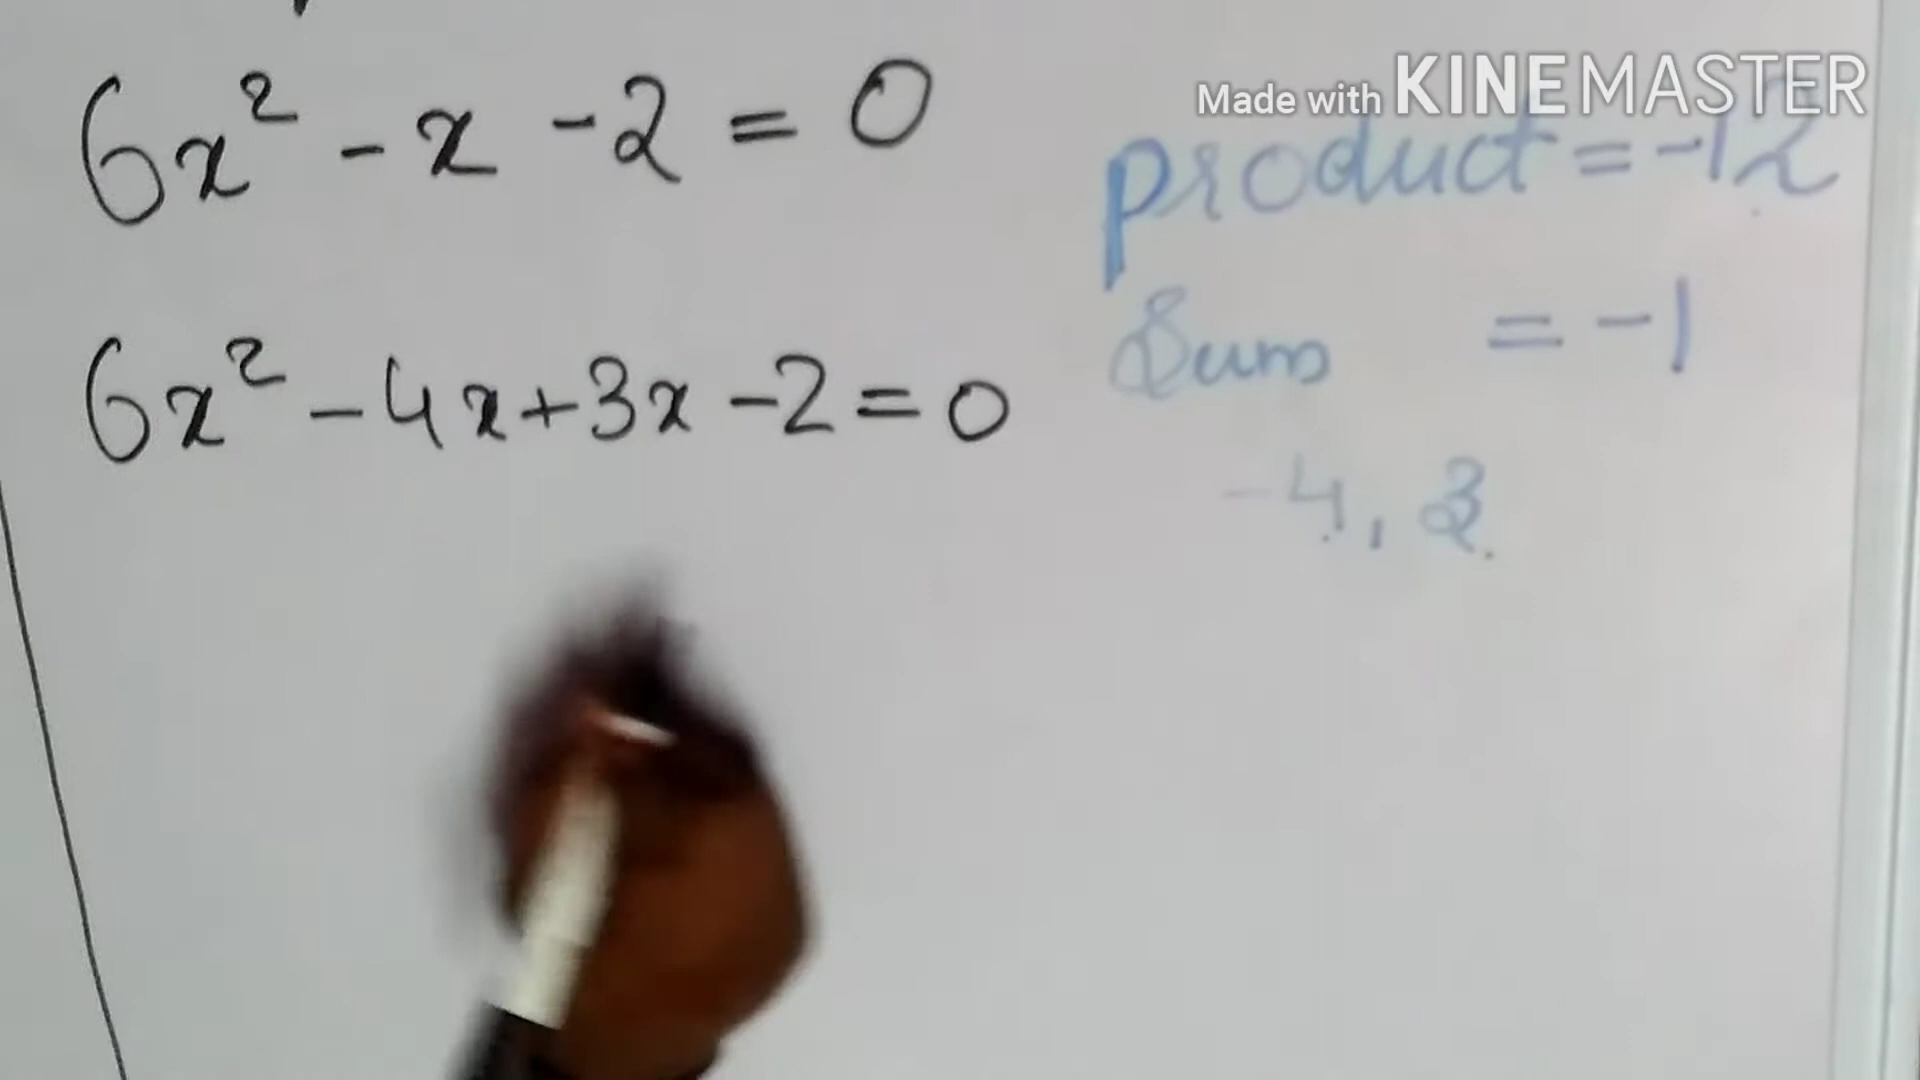 6x² - x - 2 = 0
6x² - 4x + 3x - 2 = 0
Made with KINEMASTER
product = -12
Sum = -1
-4, 3